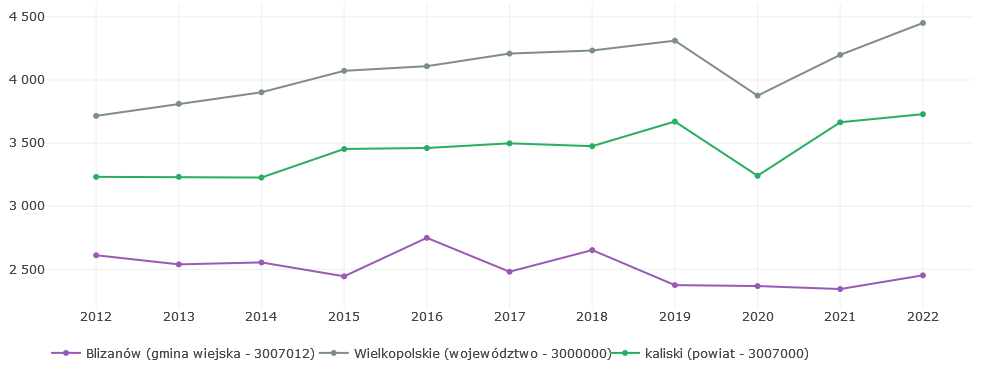 4 500
4 000
3 500
3 000
2 500
2012 2013 2014 2015 2016 2017 2018 2019 2020 2021 2022
Blizanów (gmina wiejska - 3007012) Wielkopolskie (województwo - 3000000) kaliski (powiat - 3007000)